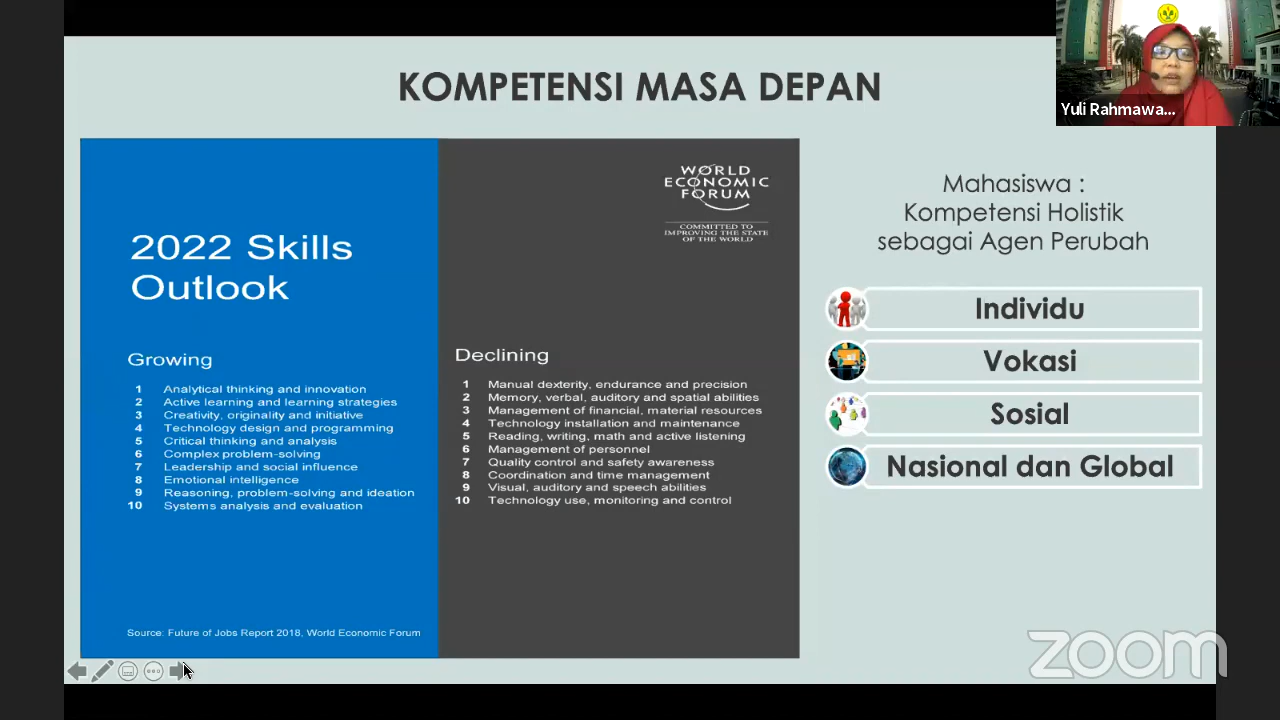 KOMPETENSI MASA DEPAN
Yuli Rahmawa...
2022 Skills
Outlook
Growing
1 Analytical thinking and innovation
2 Active learning and learning strategies
3 Creativity, originality and initiative
4 Technology design and programming
5 Critical thinking and analysis
6 Complex problem-solving
7 Leadership and social influence
8 Emotional intelligence
9 Reasoning, problem-solving and ideation
10 Systems analysis and evaluation
Source: Future of Jobs Report 2018, World Economic Forum
WORLD
ECONOMIC
FORUM
COMMITTED TO
IMPROVING THE STATE
OF THE WORLD
Declining
1 Manual dexterity, endurance and precision
2 Memory, verbal, auditory and spatial abilities
3 Management of financial, material resources
4 Technology installation and maintenance
5 Reading, writing, math and active listening
6 Management of personnel
7 Quality control and safety awareness
8 Coordination and time management
9 Visual, auditory and speech abilities
10 Technology use, monitoring and control
Mahasiswa :
Kompetensi Holistik
sebagai Agen Perubah
Individu
Vokasi
Sosial
Nasional dan Global
zoom